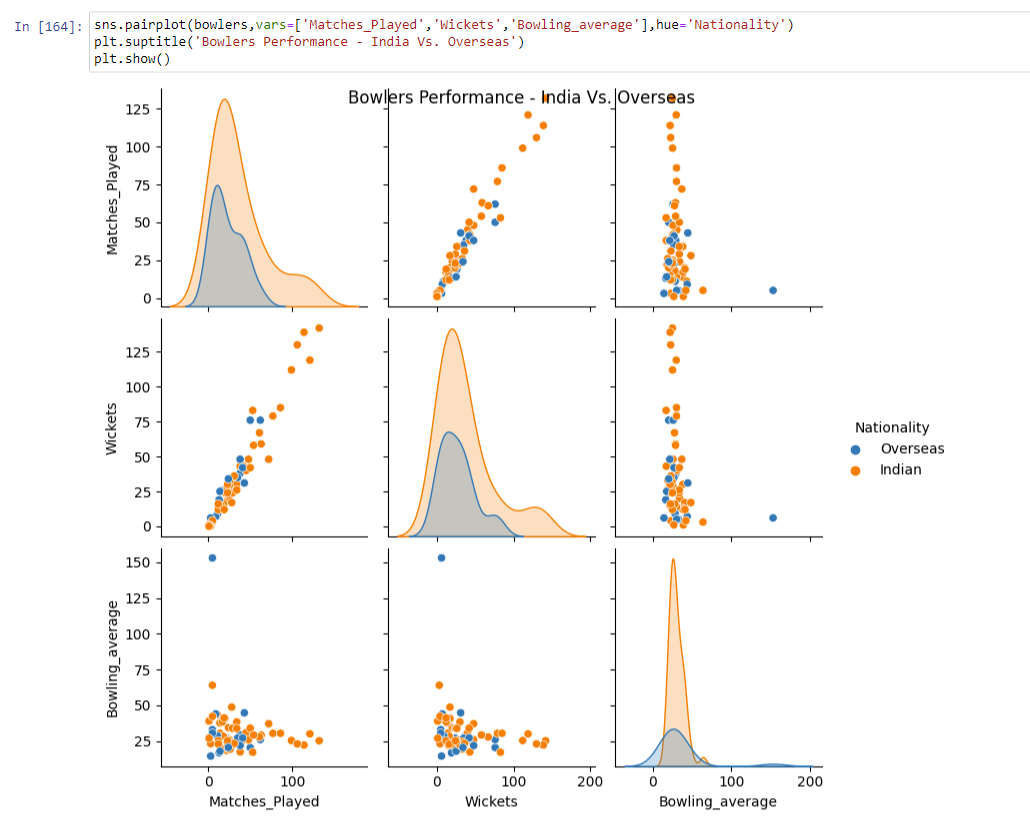 In [164]: sns.pairplot(bowlers,vars=['Matches_Played','Wickets','Bowling_average'],hue='Nationality')
plt.suptitle('Bowlers Performance - India Vs. Overseas')
plt.show()
Bowlers Performance - India Vs. Overseas
125
100
75
50
25
0
Matches_Played
125
100
75
50
25
0
Wickets
Nationality
Overseas
Indian
150
125
100
75
50
25
Bowling_average
0 100 0 100 200 0 100 200
Matches_Played Wickets Bowling_average